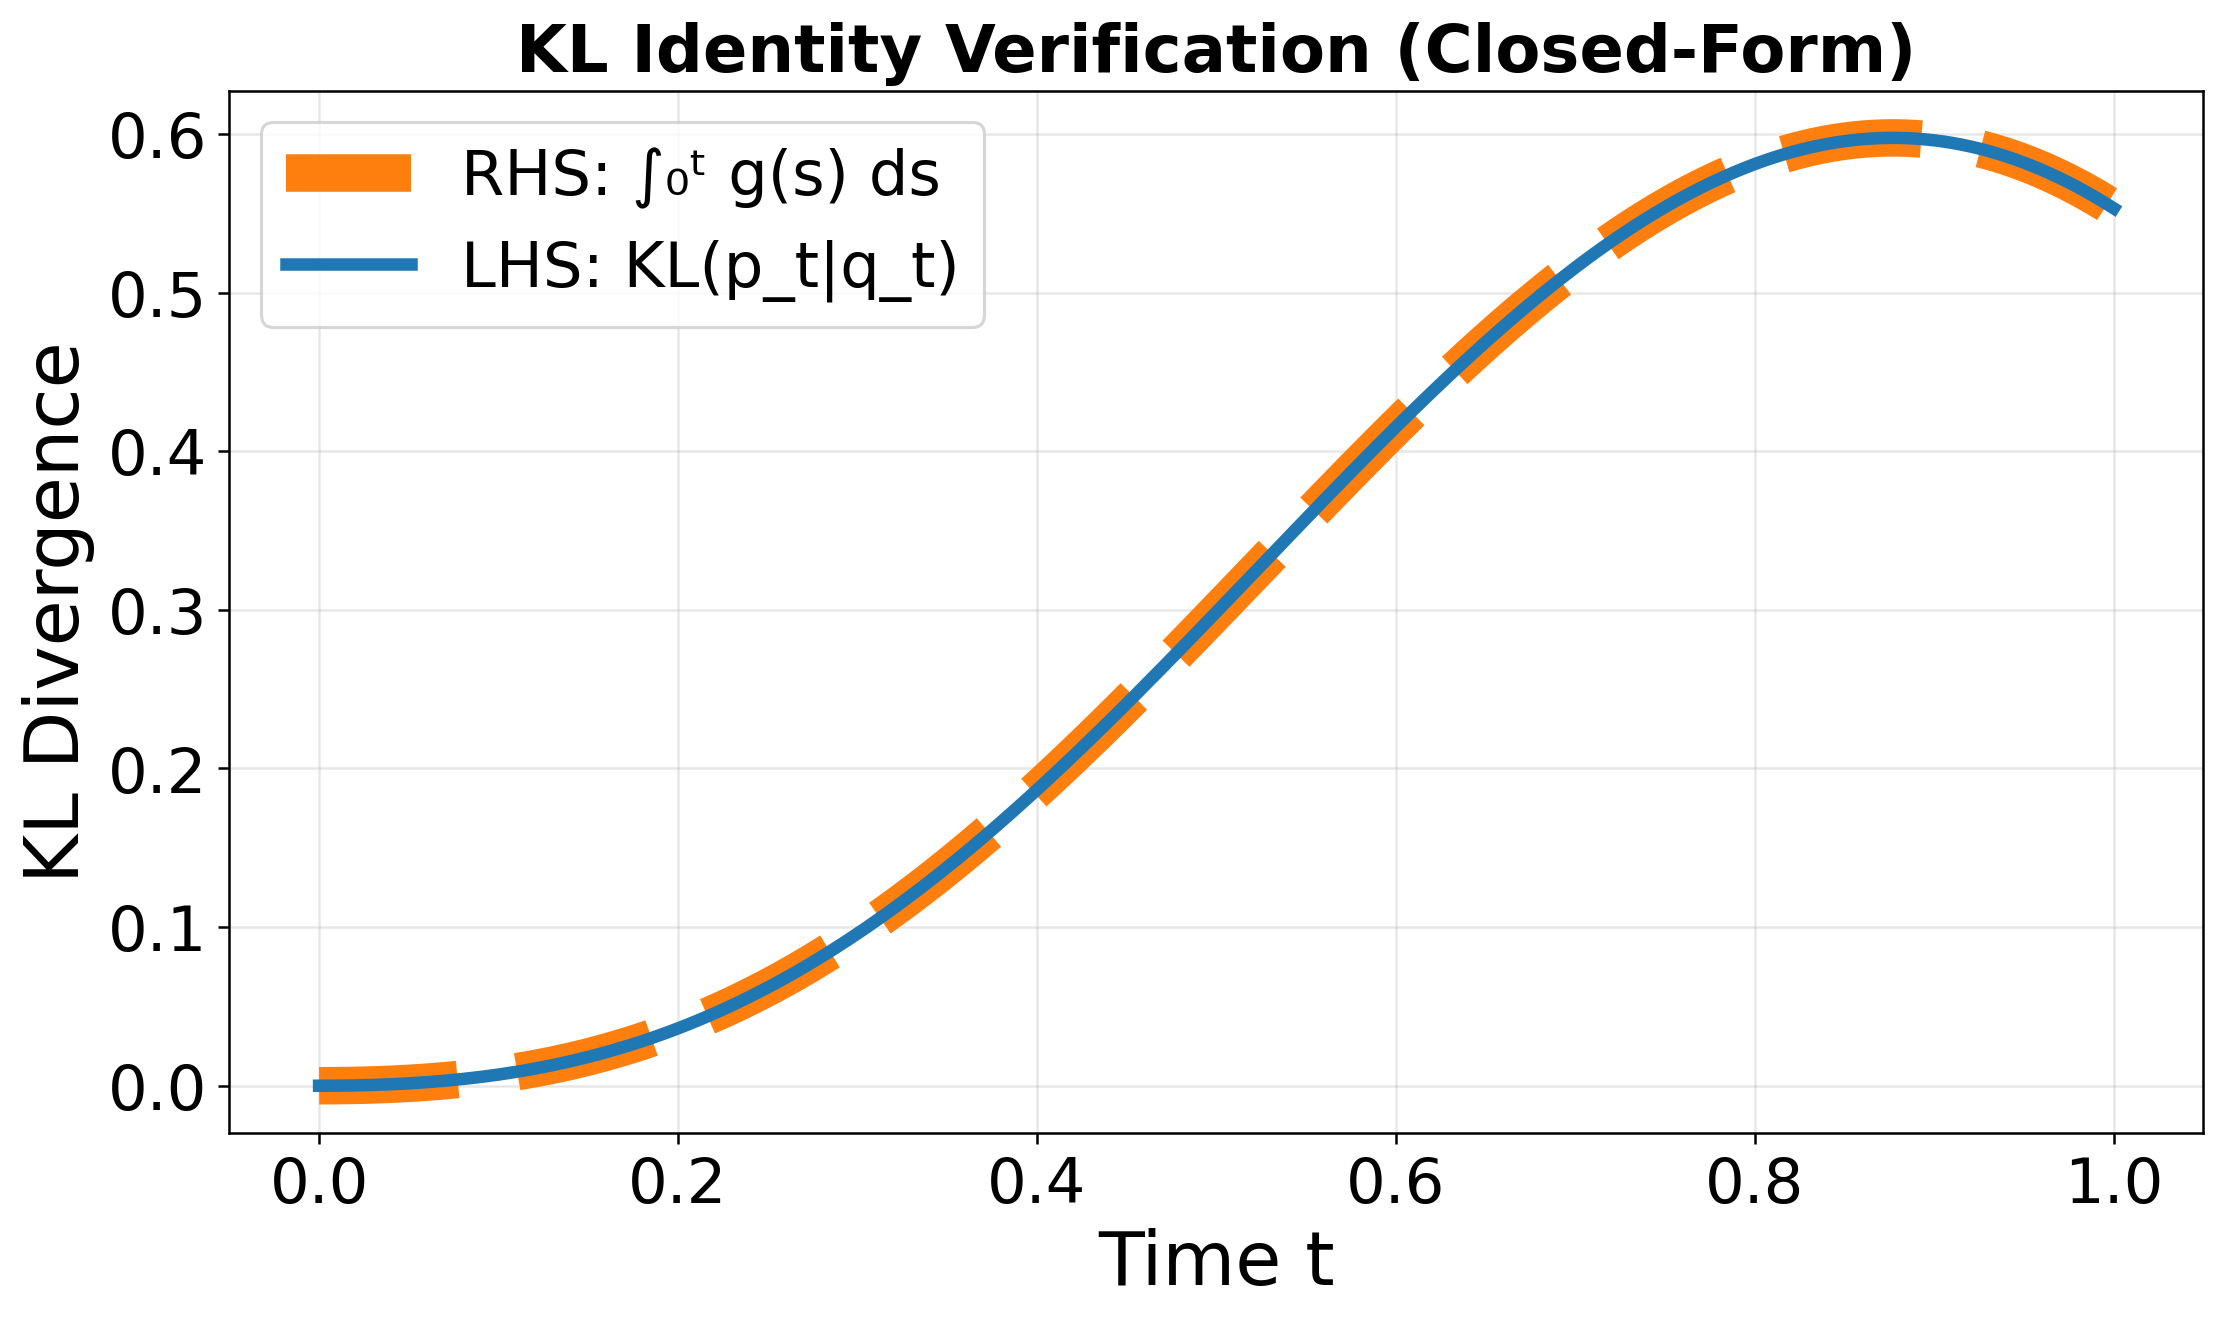 KL Identity Verification (Closed-Form)
RHS: ∫₀ᵗ g(s) ds
LHS: KL(p_t|q_t)
KL Divergence
0.6
0.5
0.4
0.3
0.2
0.1
0.0
0.0 0.2 0.4 0.6 0.8 1.0
Time t